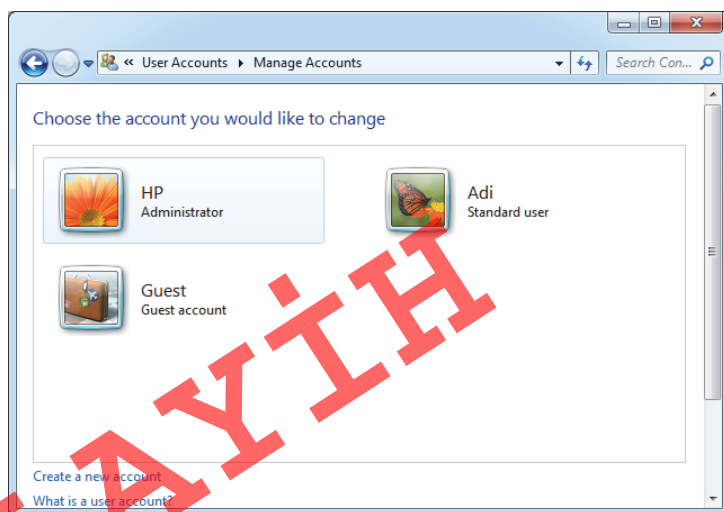 « User Accounts ▸ Manage Accounts
Search Con...
Choose the account you would like to change
HP
Administrator
Adi
Standard user
Guest
Guest account
Create a new account
What is a user account?
AYİH